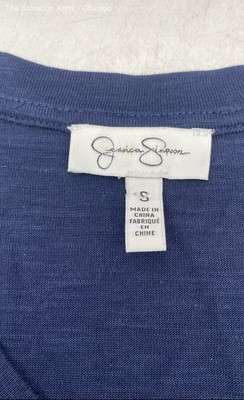 The Salvation Army / Chicago
Jessica Simpson
S
MADE IN
CHINA
FABRIQUÉ
EN
CHINE